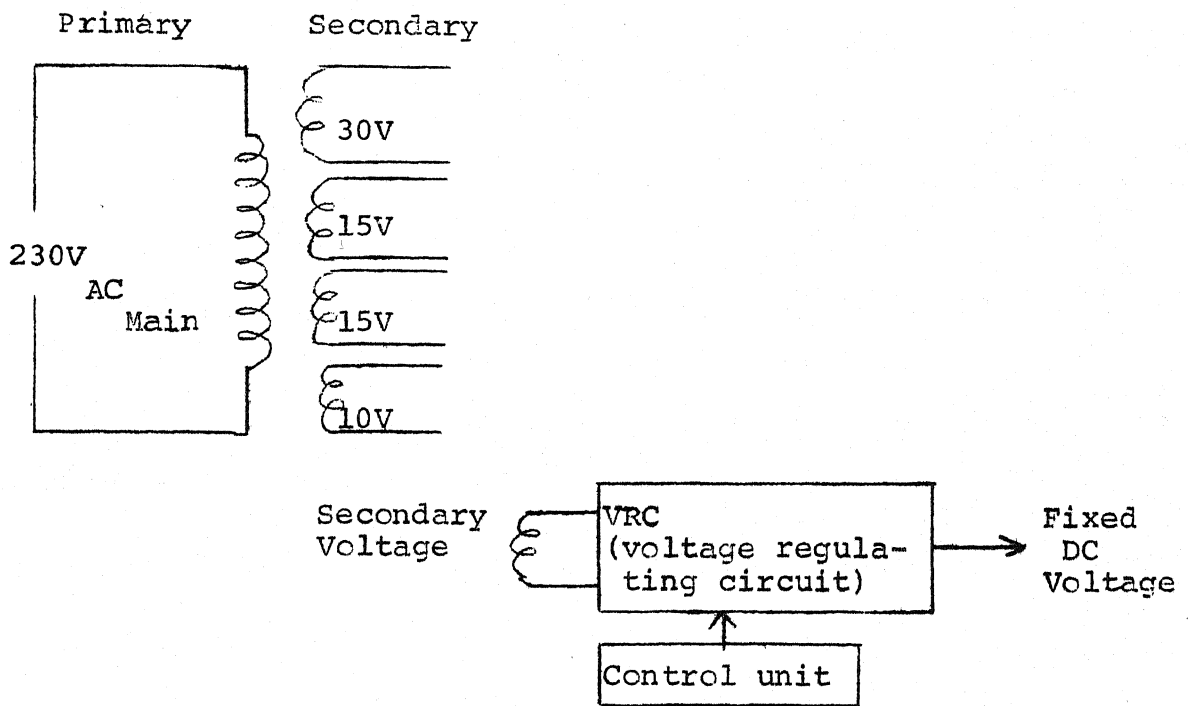 Primary
Secondary
30V
15V
230V
AC
Main
15V
10V
Secondary
Voltage
VRC
(voltage regula-
ting circuit)
Fixed
DC
Voltage
Control unit